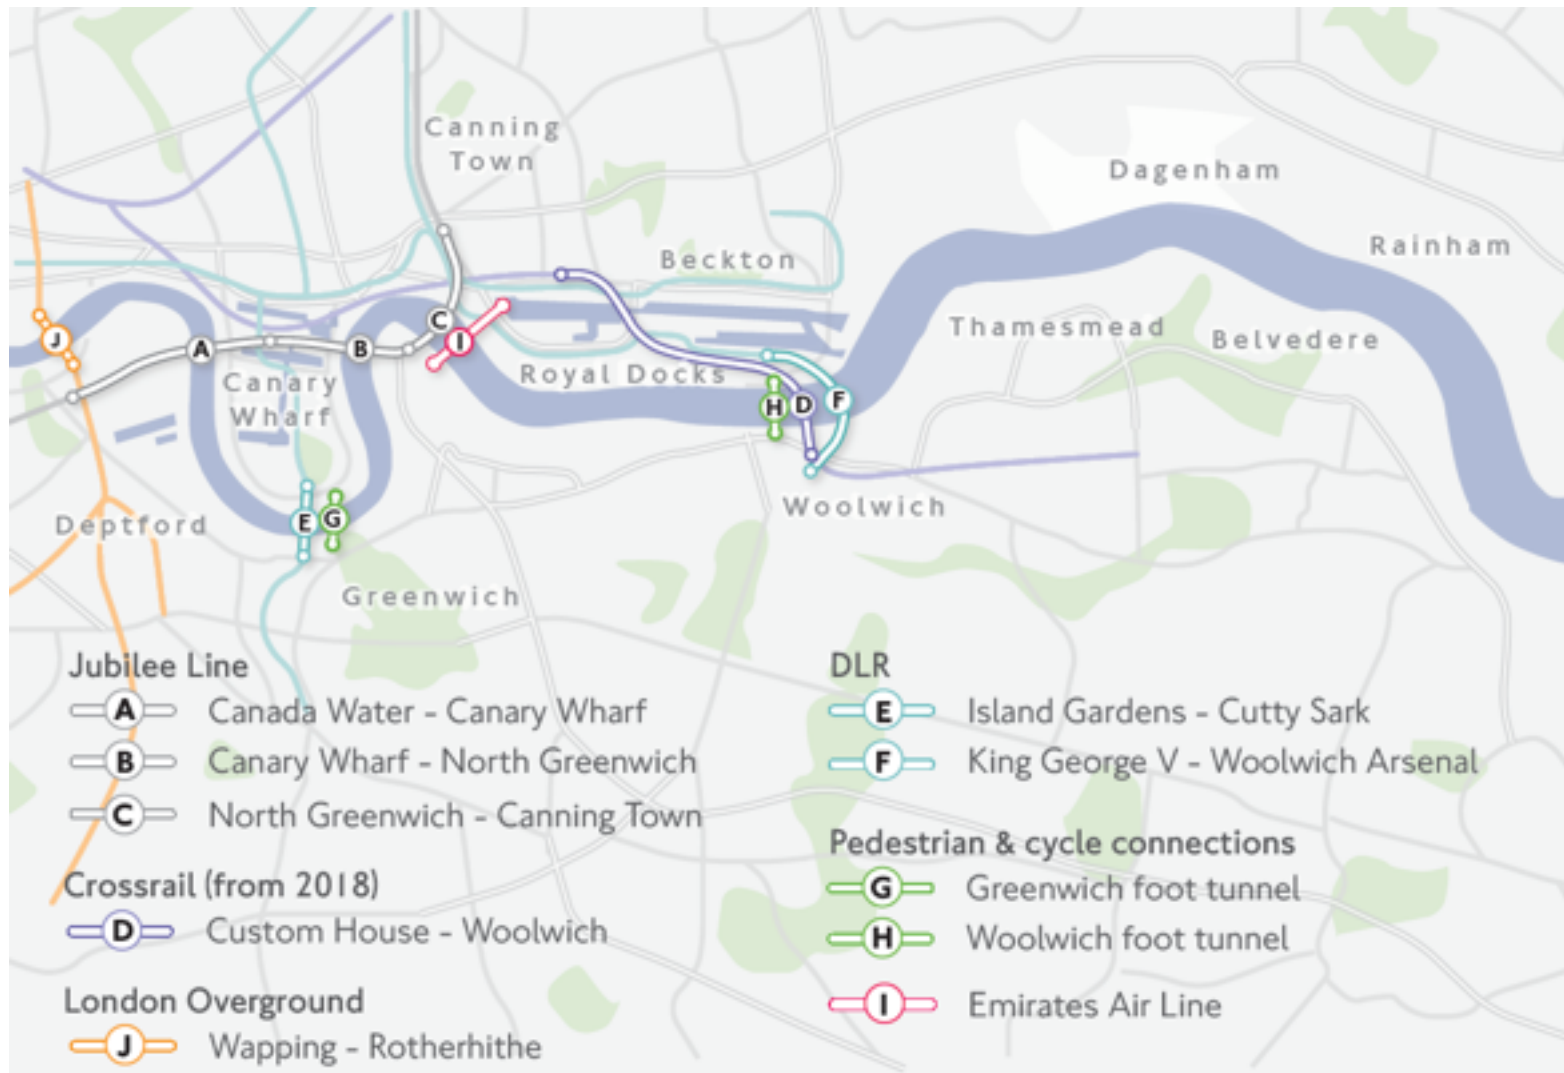 Canning
Town
Dagenham
Rainham
Beckton
C
J
I
A
B
Thamesmead
Belvedere
Canary
Wharf
Royal Docks
H
D
F
Woolwich
Deptford
E
G
Greenwich
Jubilee Line
A Canada Water - Canary Wharf
B Canary Wharf - North Greenwich
C North Greenwich - Canning Town
Crossrail (from 2018)
D Custom House - Woolwich
London Overground
J Wapping - Rotherhithe
DLR
E Island Gardens - Cutty Sark
F King George V - Woolwich Arsenal
Pedestrian & cycle connections
G Greenwich foot tunnel
H Woolwich foot tunnel
I Emirates Air Line